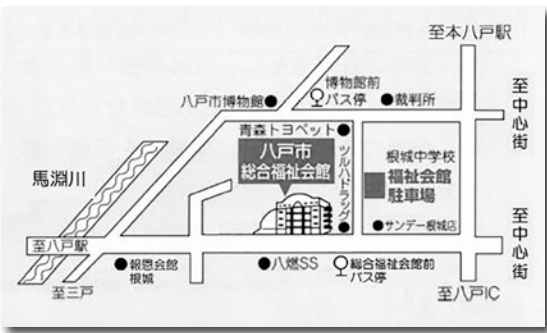 至本八戸駅
博物館前
バス停
八戸市博物館
裁判所
至中心街
青森トヨペット
八戸市
総合福祉会館
ツルハドラッグ
根城中学校
福祉会館
駐車場
馬淵川
サンデー根城店
至中心街
至八戸駅
報恩会館
根城
八燃SS
総合福祉会館前
バス停
至三戸
至八戸IC